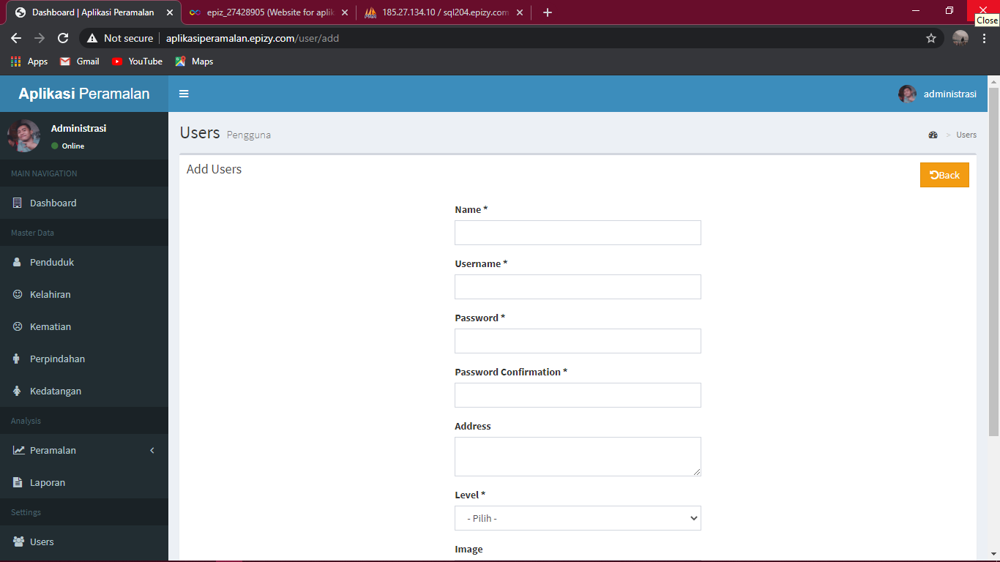 Dashboard | Aplikasi Peramalan
epiz_27428905 (Website for aplik
185.27.134.10 / sql204.epizy.com
Close
Not secure
aplikasiperamalan.epizy.com/user/add
Apps
Gmail
YouTube
Maps
Aplikasi Peramalan
administrasi
Administrasi
Online
Users Pengguna
> Users
MAIN NAVIGATION
Dashboard
Master Data
Penduduk
Kelahiran
Kematian
Perpindahan
Kedatangan
Analysis
Peramalan
Laporan
Settings
Users
Add Users
Back
Name *
Username *
Password *
Password Confirmation *
Address
Level *
- Pilih -
Image